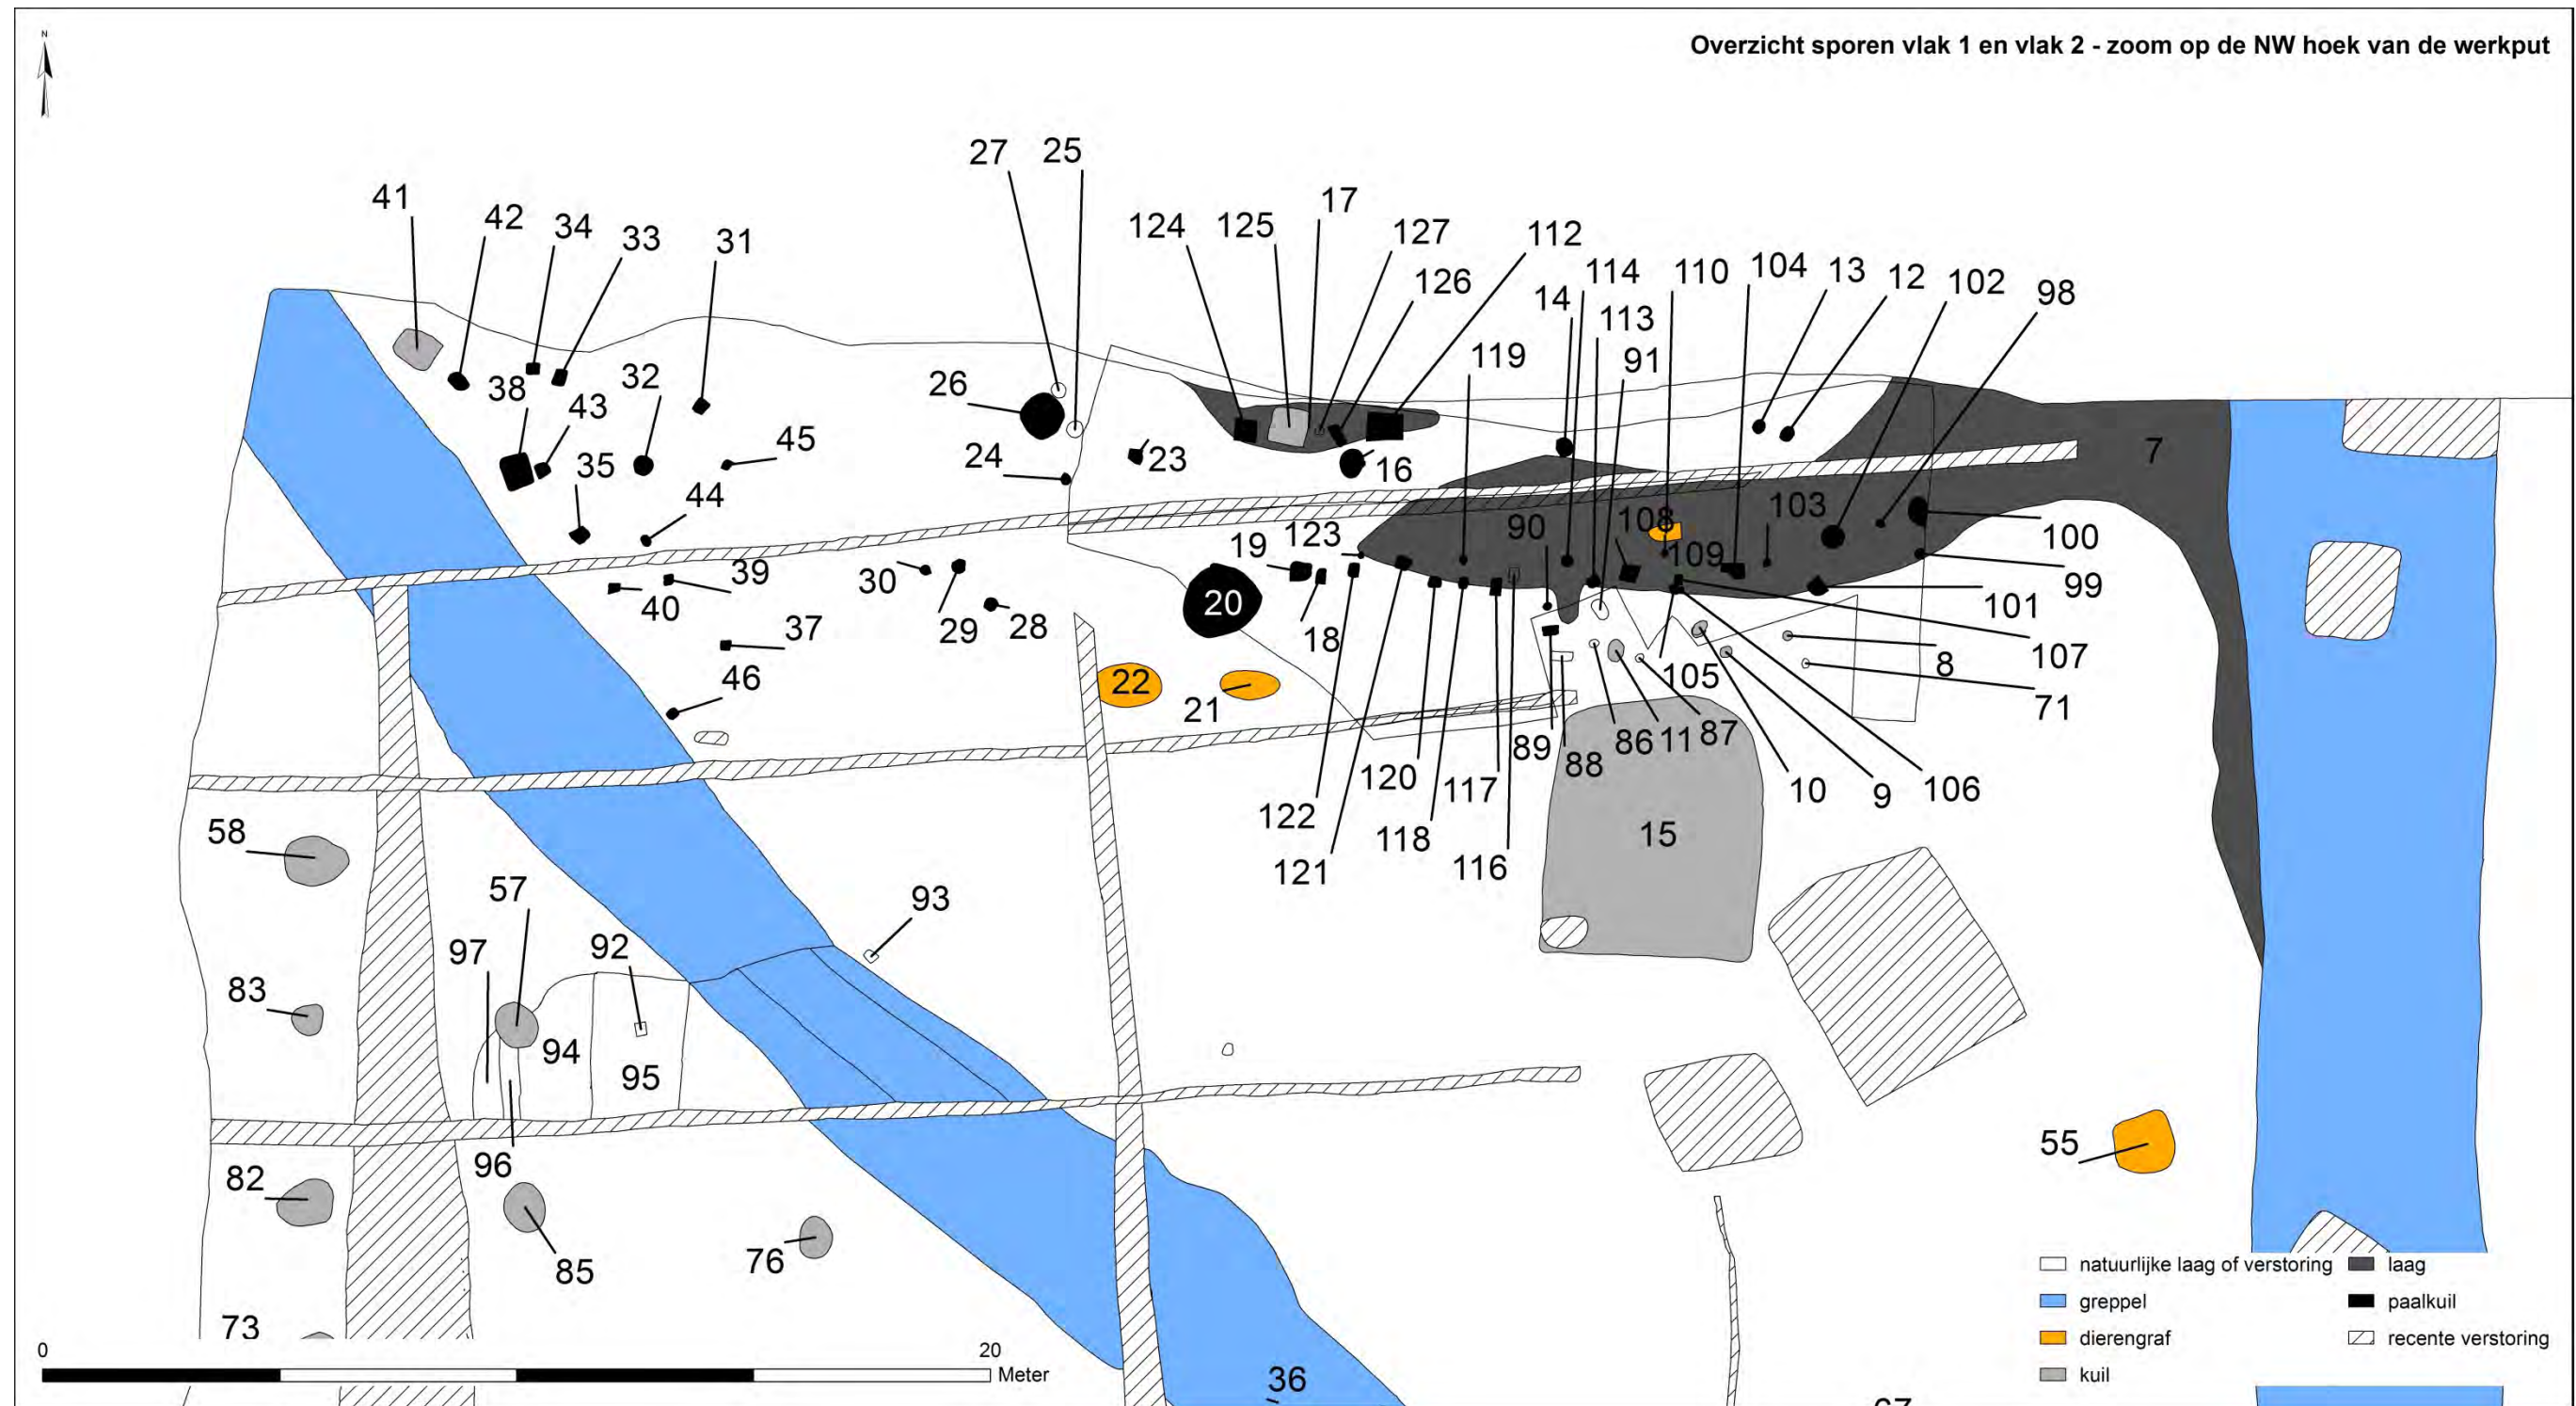 N
Overzicht sporen vlak 1 en vlak 2 - zoom op de NW hoek van de werkput
27 25
41 42 34 33 31
124 125 17 127 112
126
14 114 110 104 13 12 102 98
113
91
119
38 43 32
26
45
24 23 16
7
35 44
123 90 108 103
19 109 100
39 30 99
40 20 101
29 28 18
37 107
8
46 22 105
21 71
89 88 86 11 87
120 117 10 9 106
122 118
121 116
15
58
57 93
97 92
83
94
95
55
96
82
85 76
73
36
67
0 20
Meter
natuurlijke laag of verstoring
greppel
dierengraf
kuil
laag
paalkuil
recente verstoring